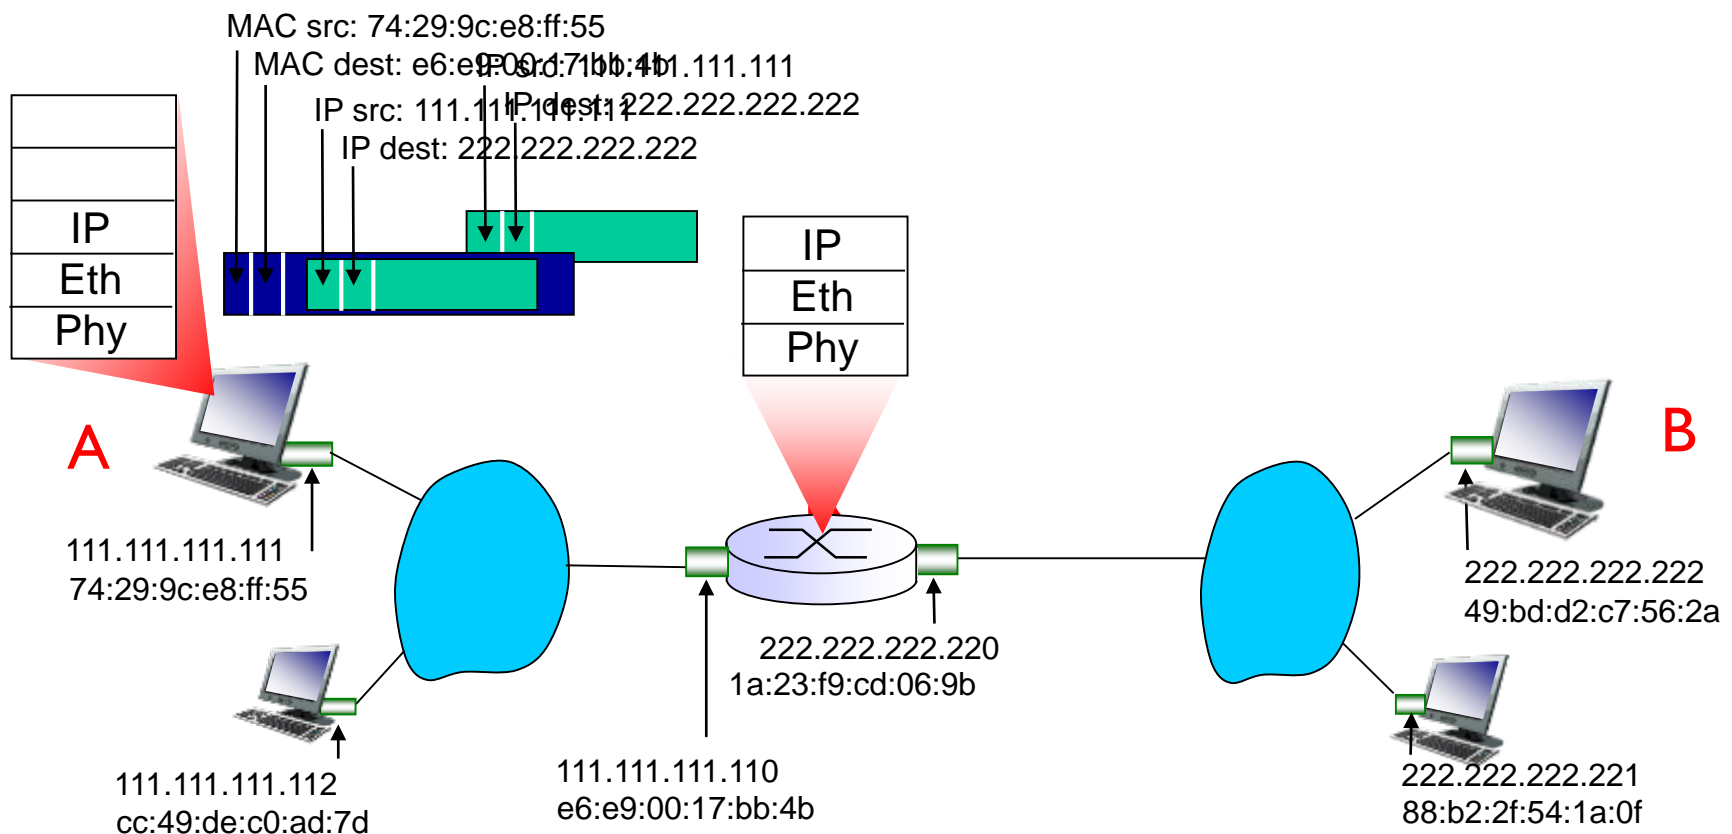 MAC src: 74:29:9c:e8:ff:55
MAC dest: e6:e9:00:17:bb:4b
IP src: 111.111.111.111
IP dest: 222.222.222.222
IP src: 111.111.111.111
IP dest: 222.222.222.222
IP
Eth
Phy
IP
Eth
Phy
A
B
111.111.111.111
74:29:9c:e8:ff:55
222.222.222.222
49:bd:d2:c7:56:2a
222.222.222.220
1a:23:f9:cd:06:9b
111.111.111.112
cc:49:de:c0:ad:7d
111.111.111.110
e6:e9:00:17:bb:4b
222.222.222.221
88:b2:2f:54:1a:0f